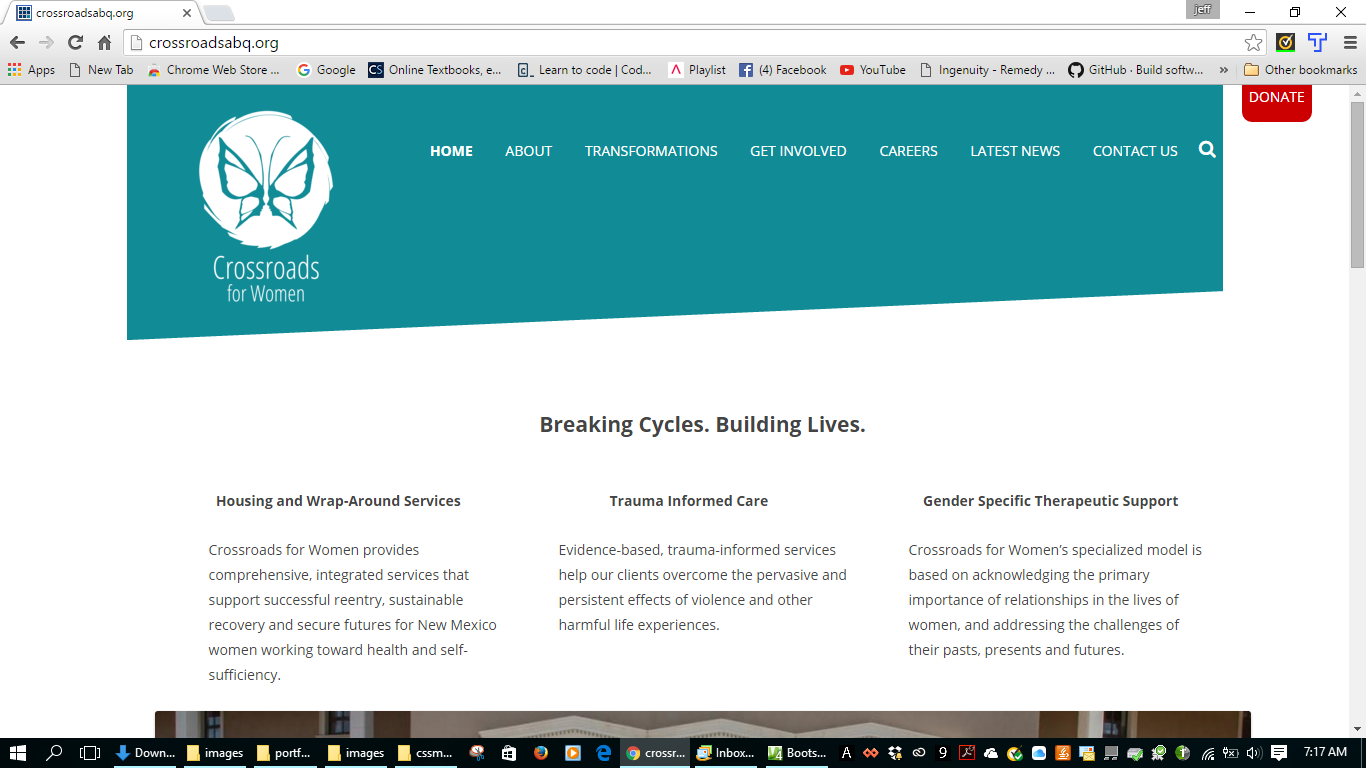 crossroadsabq.org
jeff
crossroadsabq.org
Apps
New Tab
Chrome Web Store ...
Google
CS
Online Textbooks, e...
Learn to code | Cod...
Playlist
(4) Facebook
YouTube
Ingenuity - Remedy ...
GitHub · Build softw...
»
Other bookmarks
DONATE
HOME
ABOUT
TRANSFORMATIONS
GET INVOLVED
CAREERS
LATEST NEWS
CONTACT US
Crossroads
for Women
Breaking Cycles. Building Lives.
Housing and Wrap-Around Services
Crossroads for Women provides
comprehensive, integrated services that
support successful reentry, sustainable
recovery and secure futures for New Mexico
women working toward health and self-
sufficiency.
Trauma Informed Care
Evidence-based, trauma-informed services
help our clients overcome the pervasive and
persistent effects of violence and other
harmful life experiences.
Gender Specific Therapeutic Support
Crossroads for Women's specialized model is
based on acknowledging the primary
importance of relationships in the lives of
women, and addressing the challenges of
their pasts, presents and futures.
Down...
images
portf...
images
cssm...
crossr...
Inbox...
Boots...
A
9
7:17 AM